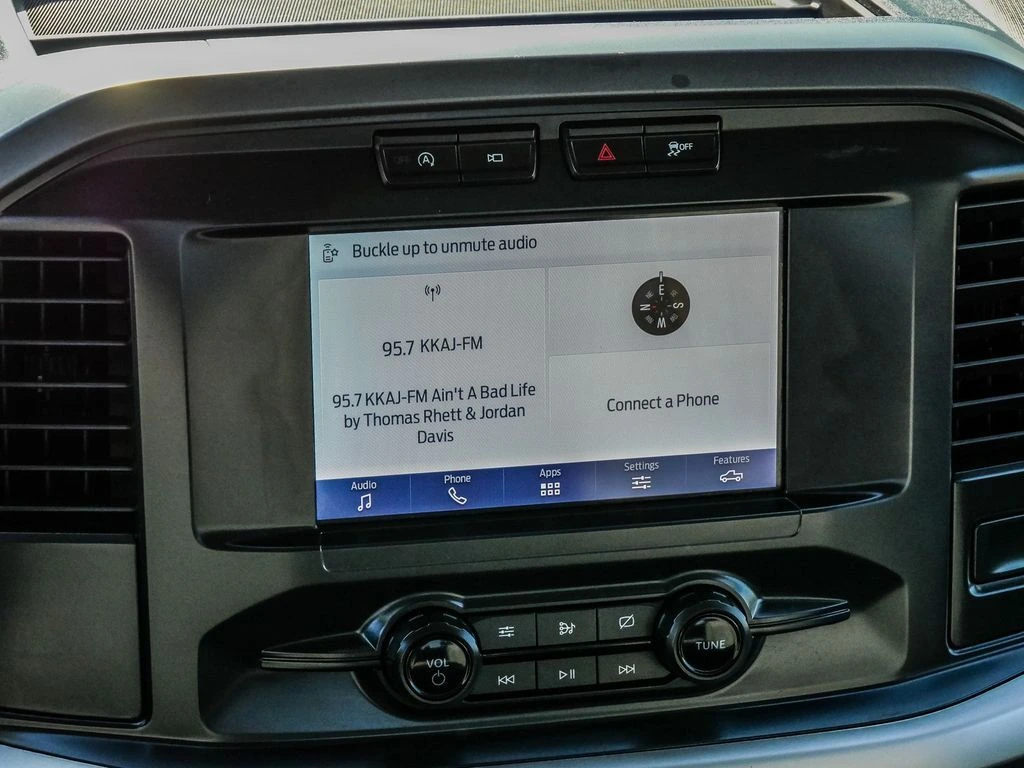 A
OFF
Buckle up to unmute audio
95.7 KKAJ-FM
95.7 KKAJ-FM Ain't A Bad Life
by Thomas Rhett & Jordan
Davis
E
N
S
W
Connect a Phone
Audio
Phone
Apps
Settings
Features
VOL
TUNE